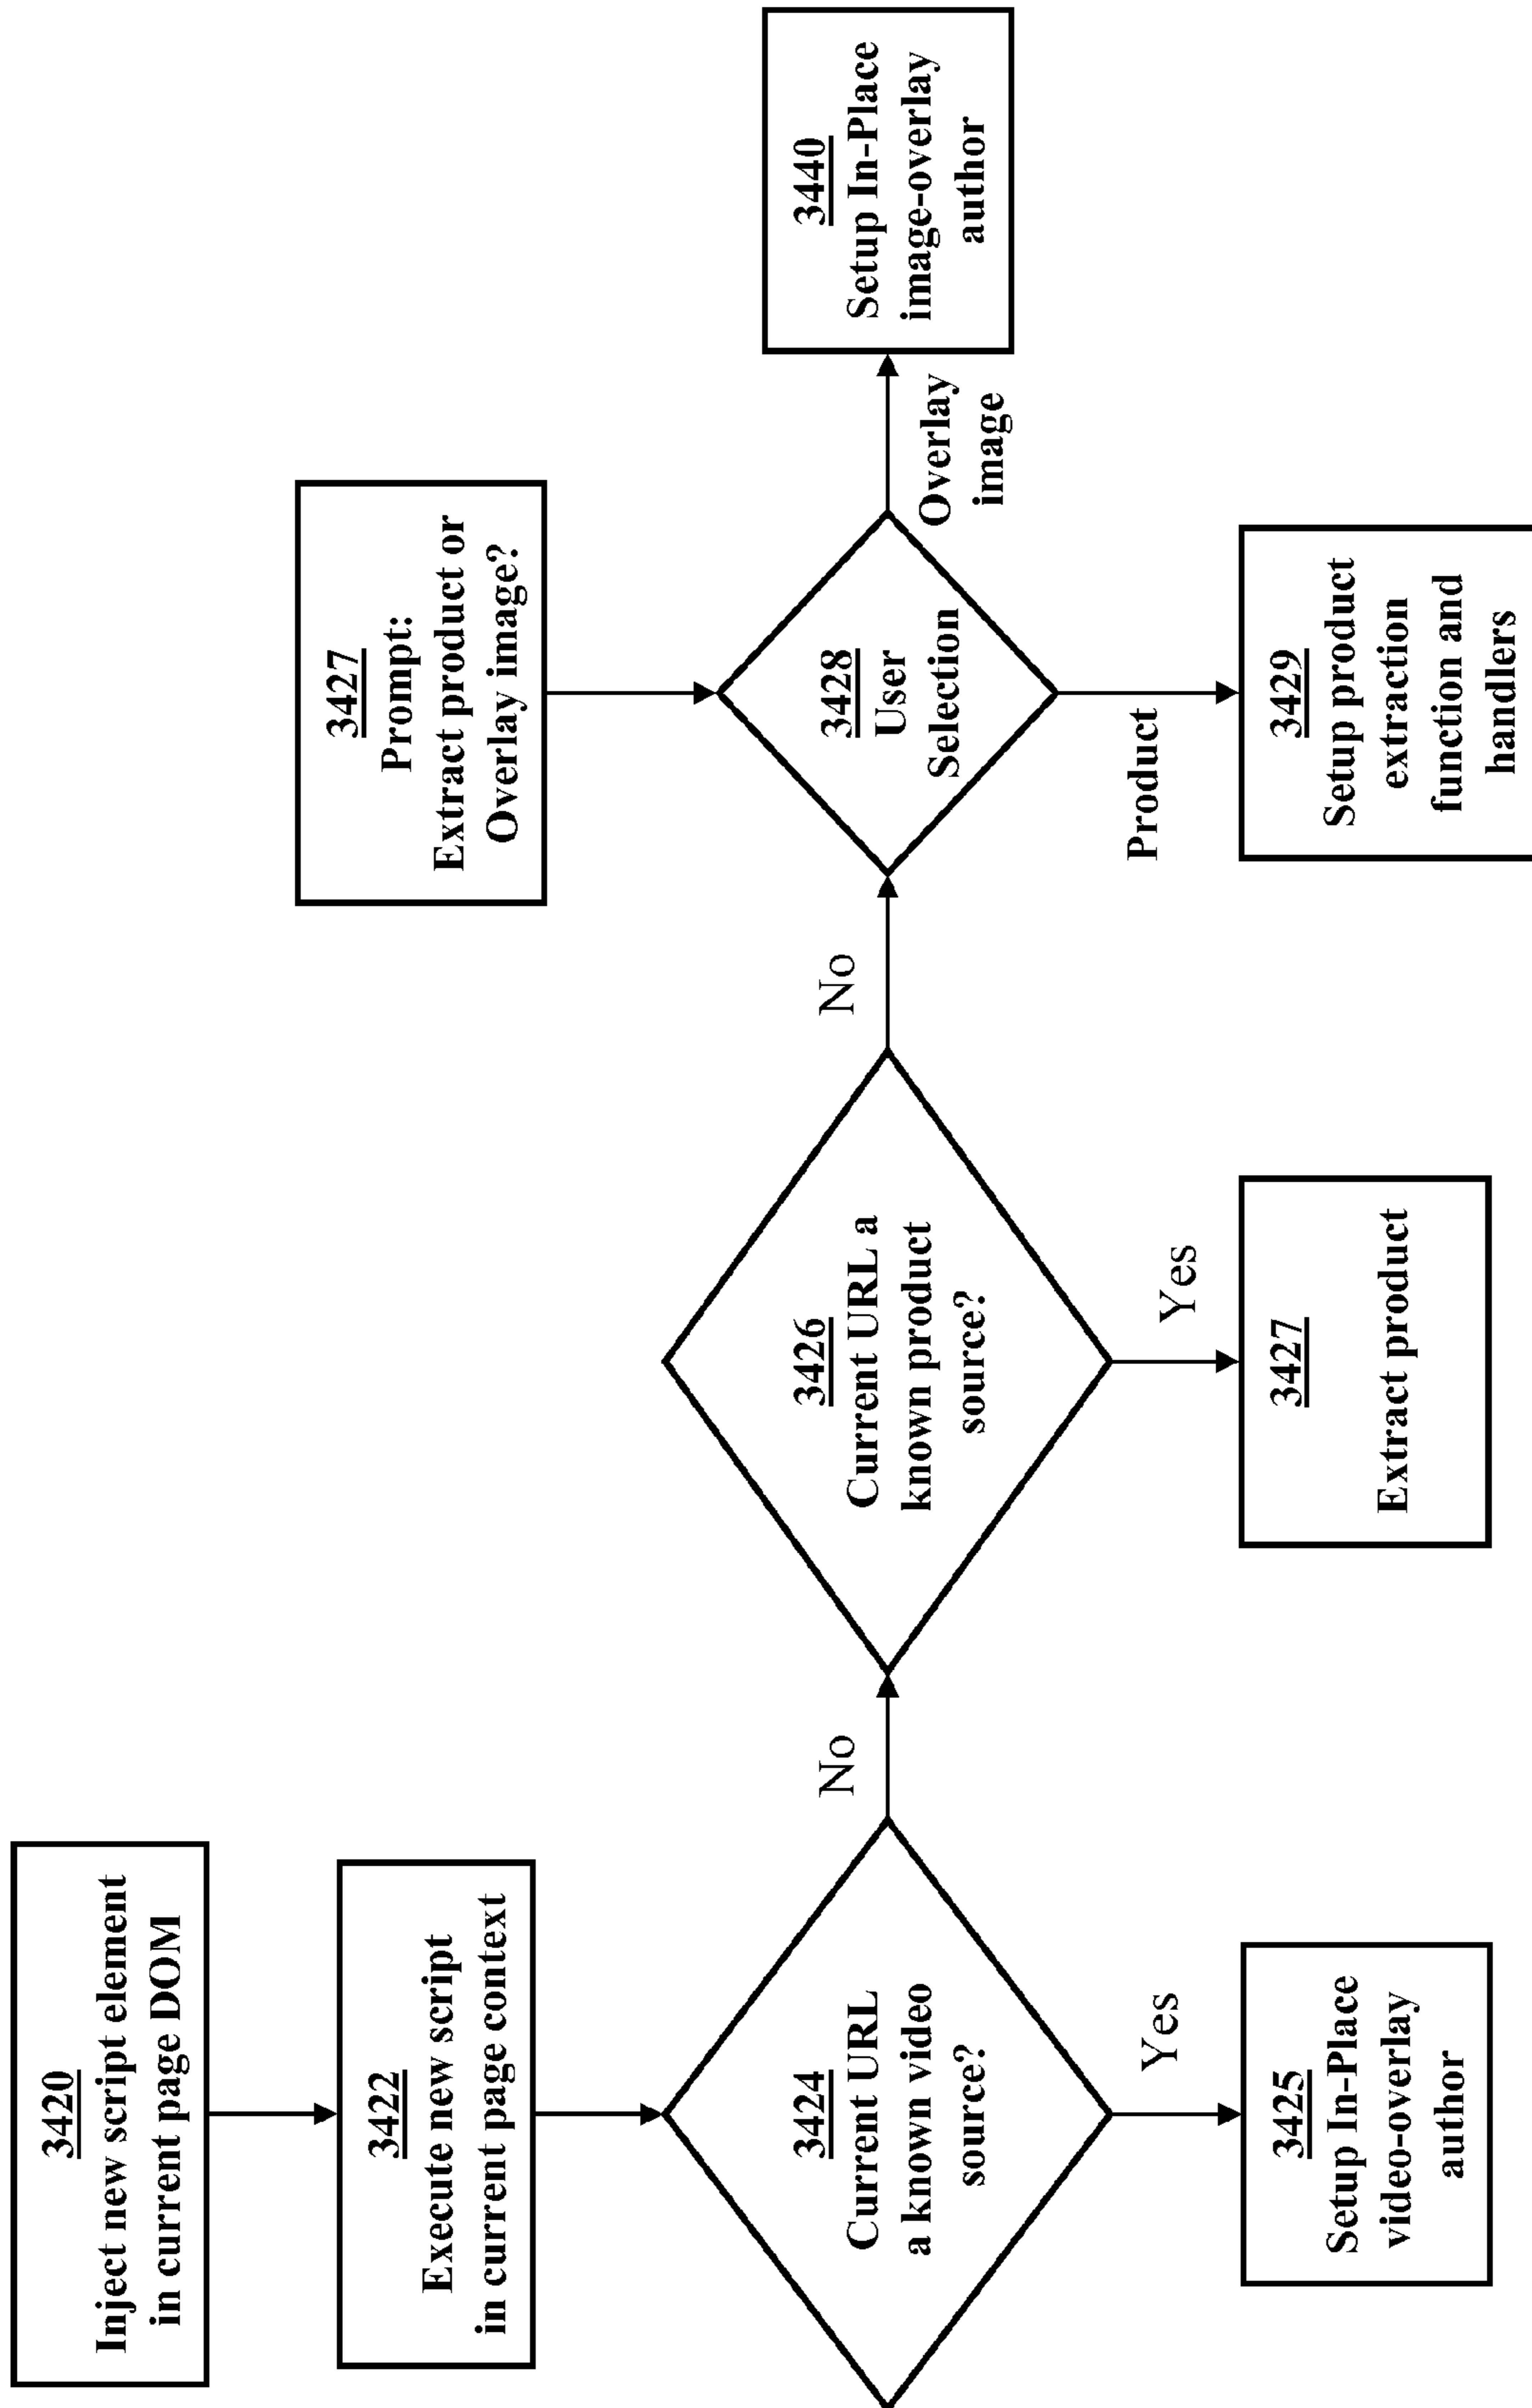 3420
Inject new script element
in current page DOM
3422
Execute new script
in current page context
3424
Current URL
a known video
source?
Yes
3425
Setup In-Place
video-overlay
author
No
3426
Current URL a
known product
source?
Yes
3427
Extract product
No
3427
Prompt:
Extract product or
Overlay image?
3428
User
Selection
Product
3429
Setup product
extraction
function and
handlers
Overlay
image
3440
Setup In-Place
image-overlay
author